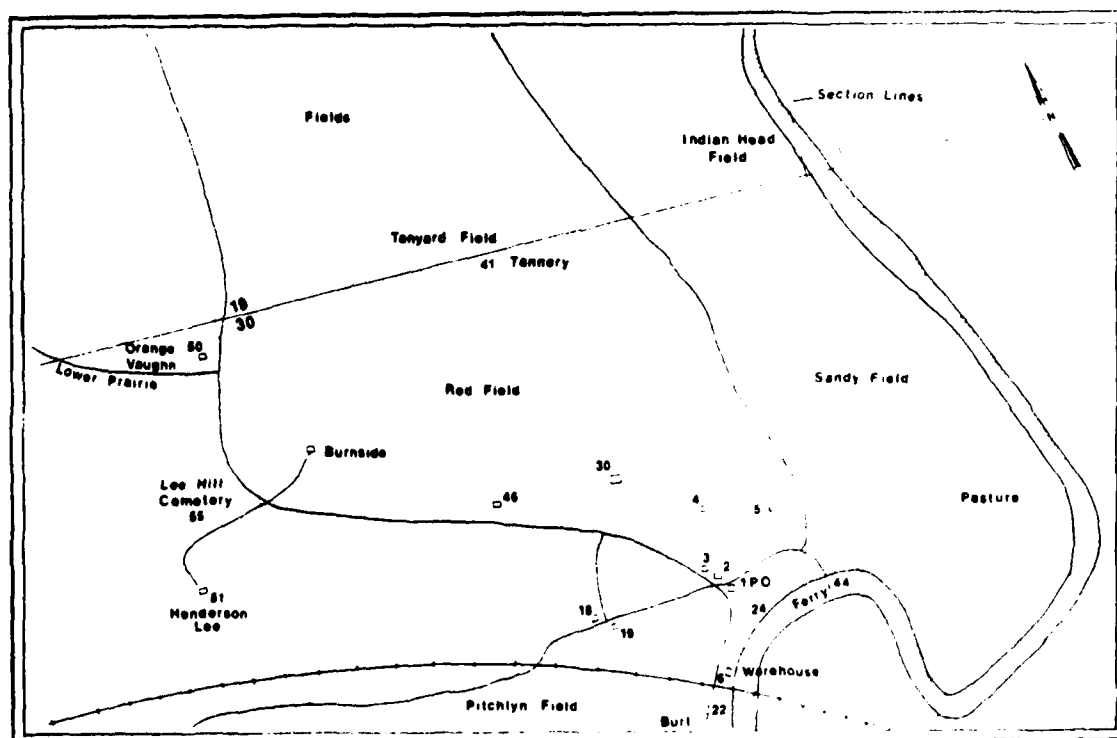 Section Lines
Fields
N
Indian Head
Field
Tanyard Field
41 Tannery
19
30
Orange
Vaughn
50
Lower Prairie
Sandy Field
Red Field
Burnside
30
Lee Hill
Cemetery
55
46
4
5
Pasture
3
2
1 PO
Ferry
44
24
51
Henderson
Lee
18
19
6
Warehouse
Pitchlyn Field
Burt
22